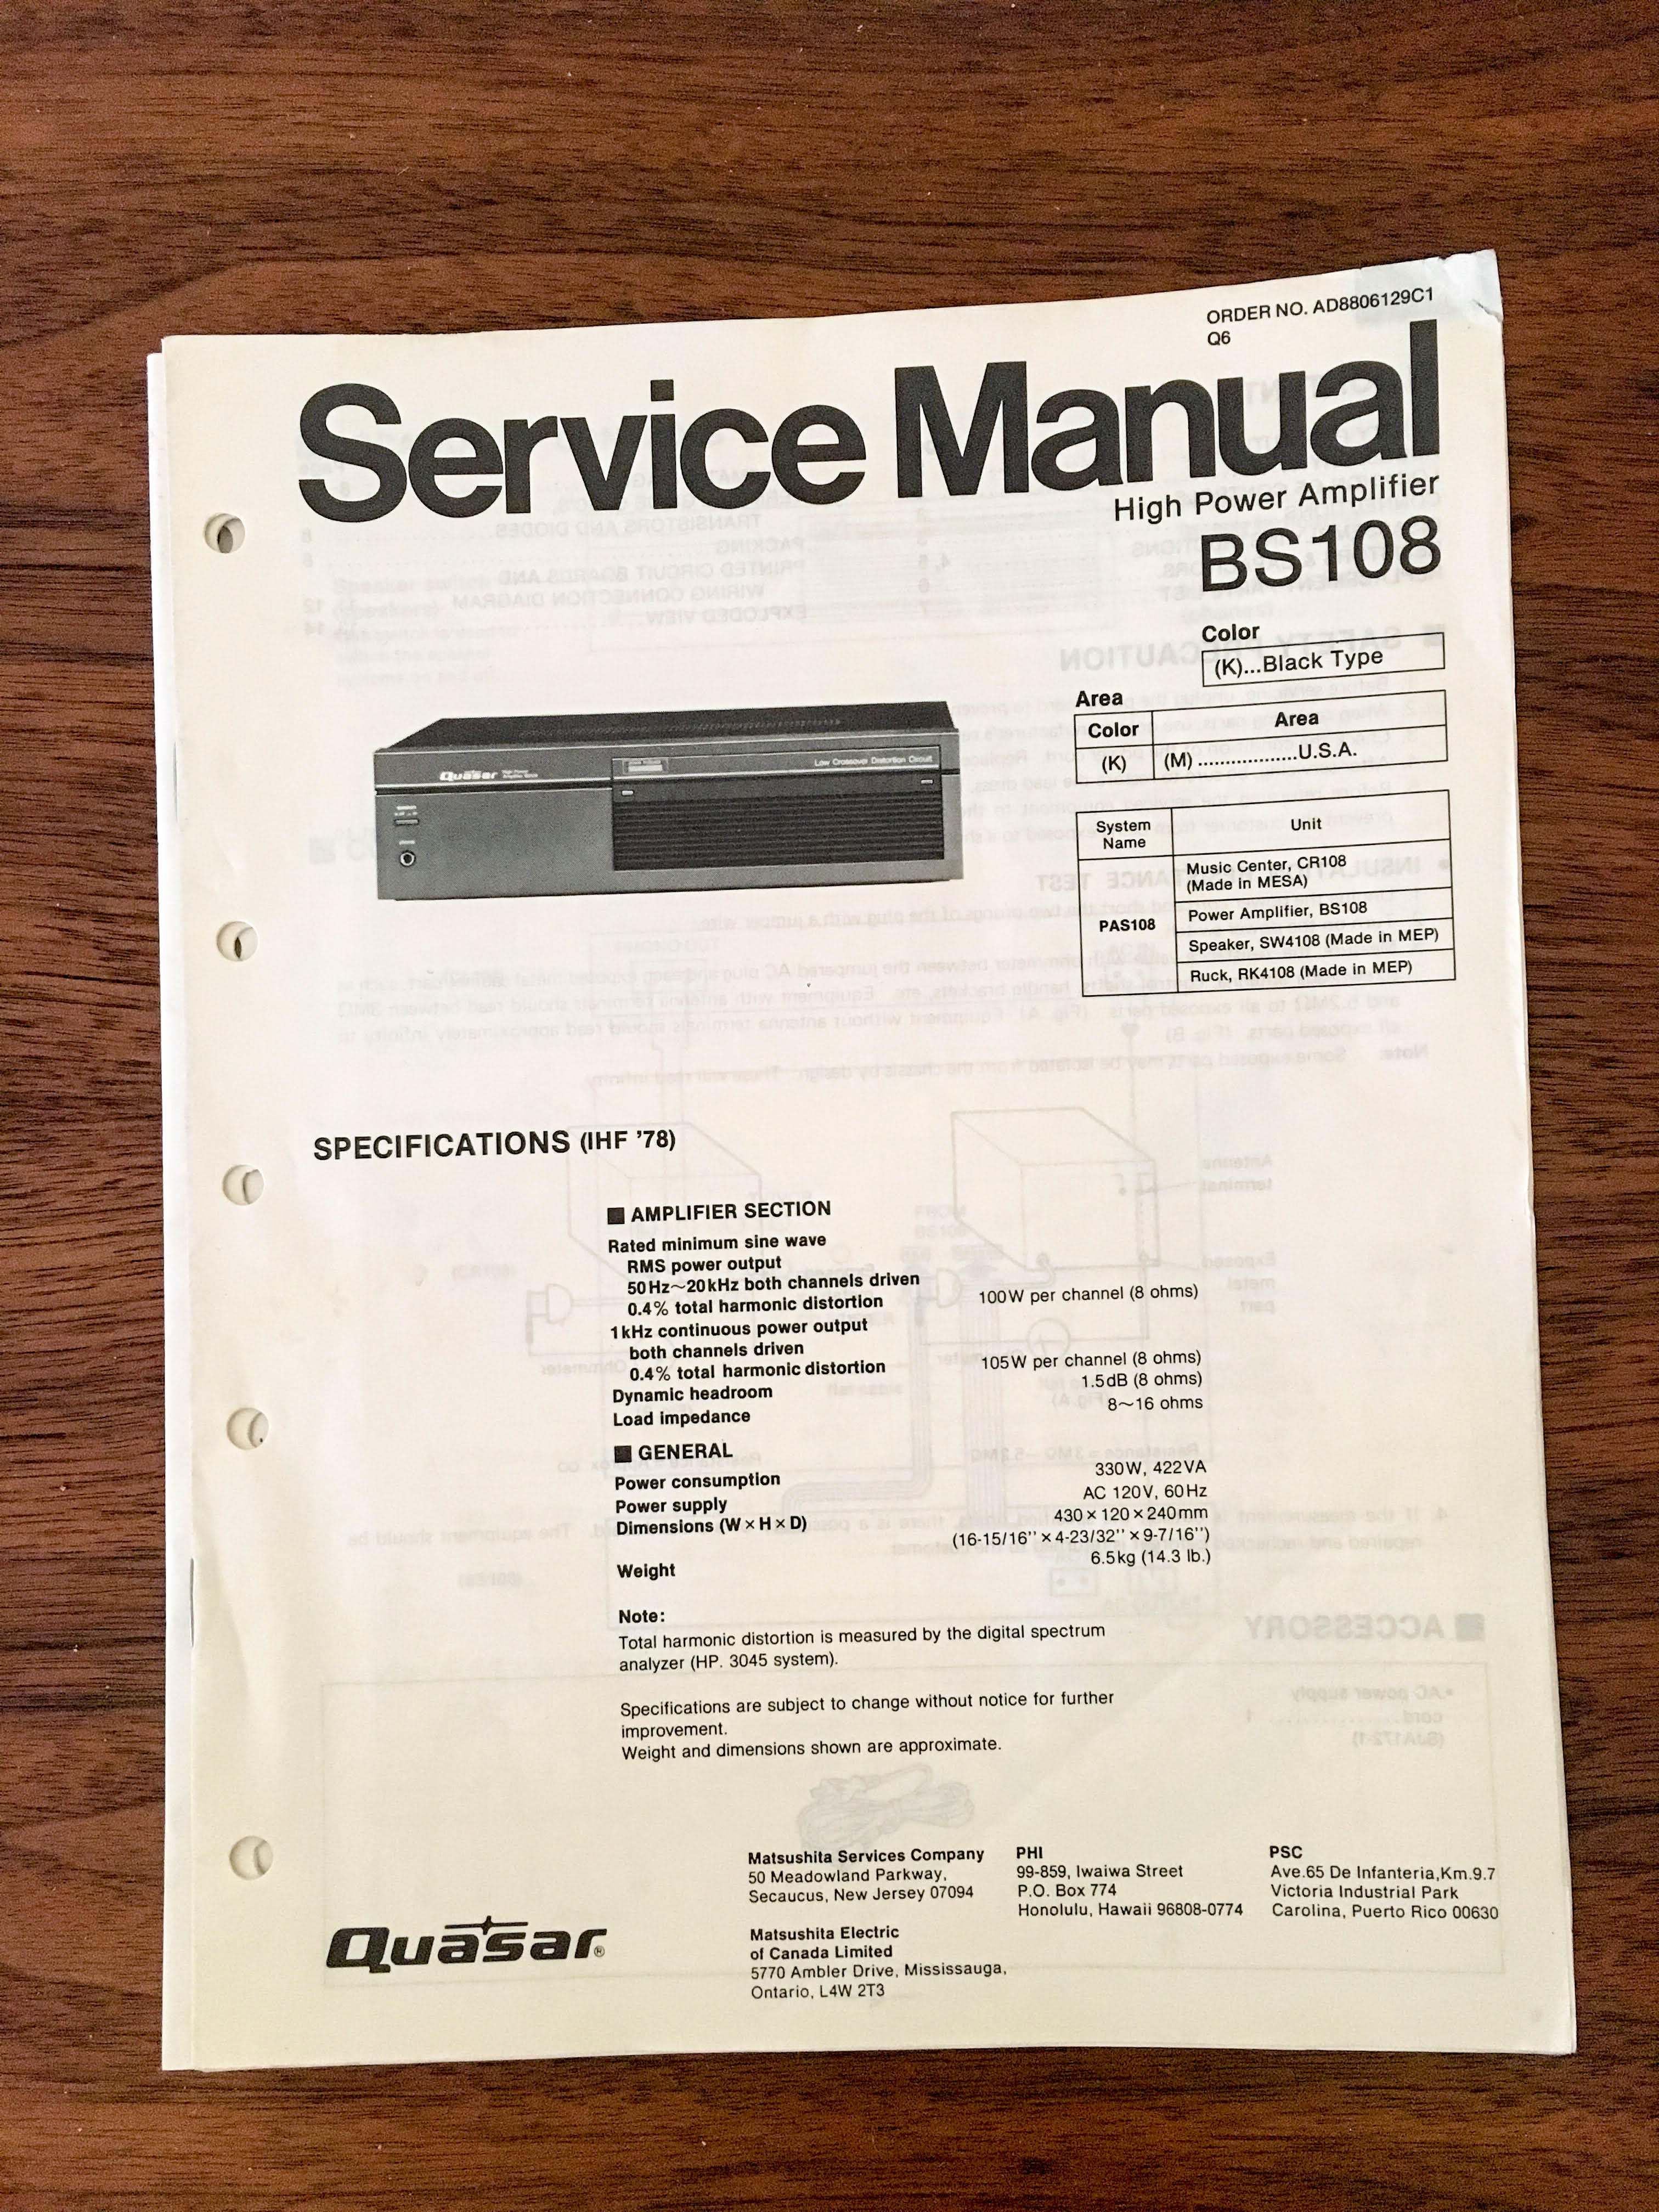 ORDER NO. AD8806129C1
Q6
Service Manual
High Power Amplifier
BS108
Color
(K)...Black Type
Area
Color Area
(K) (M) ..................U.S.A.
System Name Unit
PAS108
Music Center, CR108
(Made in MESA)
Power Amplifier, BS108
Speaker, SW4108 (Made in MEP)
Ruck, RK4108 (Made in MEP)
Quasar
Low Crossover Distortion Circuit
SPECIFICATIONS (IHF '78)
■ AMPLIFIER SECTION
Rated minimum sine wave
RMS power output
50Hz~20kHz both channels driven
0.4% total harmonic distortion 100W per channel (8 ohms)
1kHz continuous power output
both channels driven
0.4% total harmonic distortion 105W per channel (8 ohms)
Dynamic headroom 1.5dB (8 ohms)
Load impedance 8~16 ohms
■ GENERAL
Power consumption 330W, 422VA
Power supply AC 120V, 60Hz
Dimensions (W×H×D) 430×120×240mm
(16-15/16''×4-23/32''×9-7/16'')
Weight 6.5kg (14.3 lb.)
Note:
Total harmonic distortion is measured by the digital spectrum
analyzer (HP. 3045 system).
Specifications are subject to change without notice for further
improvement.
Weight and dimensions shown are approximate.
Quasar®
Matsushita Services Company
50 Meadowland Parkway,
Secaucus, New Jersey 07094
Matsushita Electric
of Canada Limited
5770 Ambler Drive, Mississauga,
Ontario, L4W 2T3
PHI
99-859, Iwaiwa Street
P.O. Box 774
Honolulu, Hawaii 96808-0774
PSC
Ave.65 De Infanteria,Km.9.7
Victoria Industrial Park
Carolina, Puerto Rico 00630